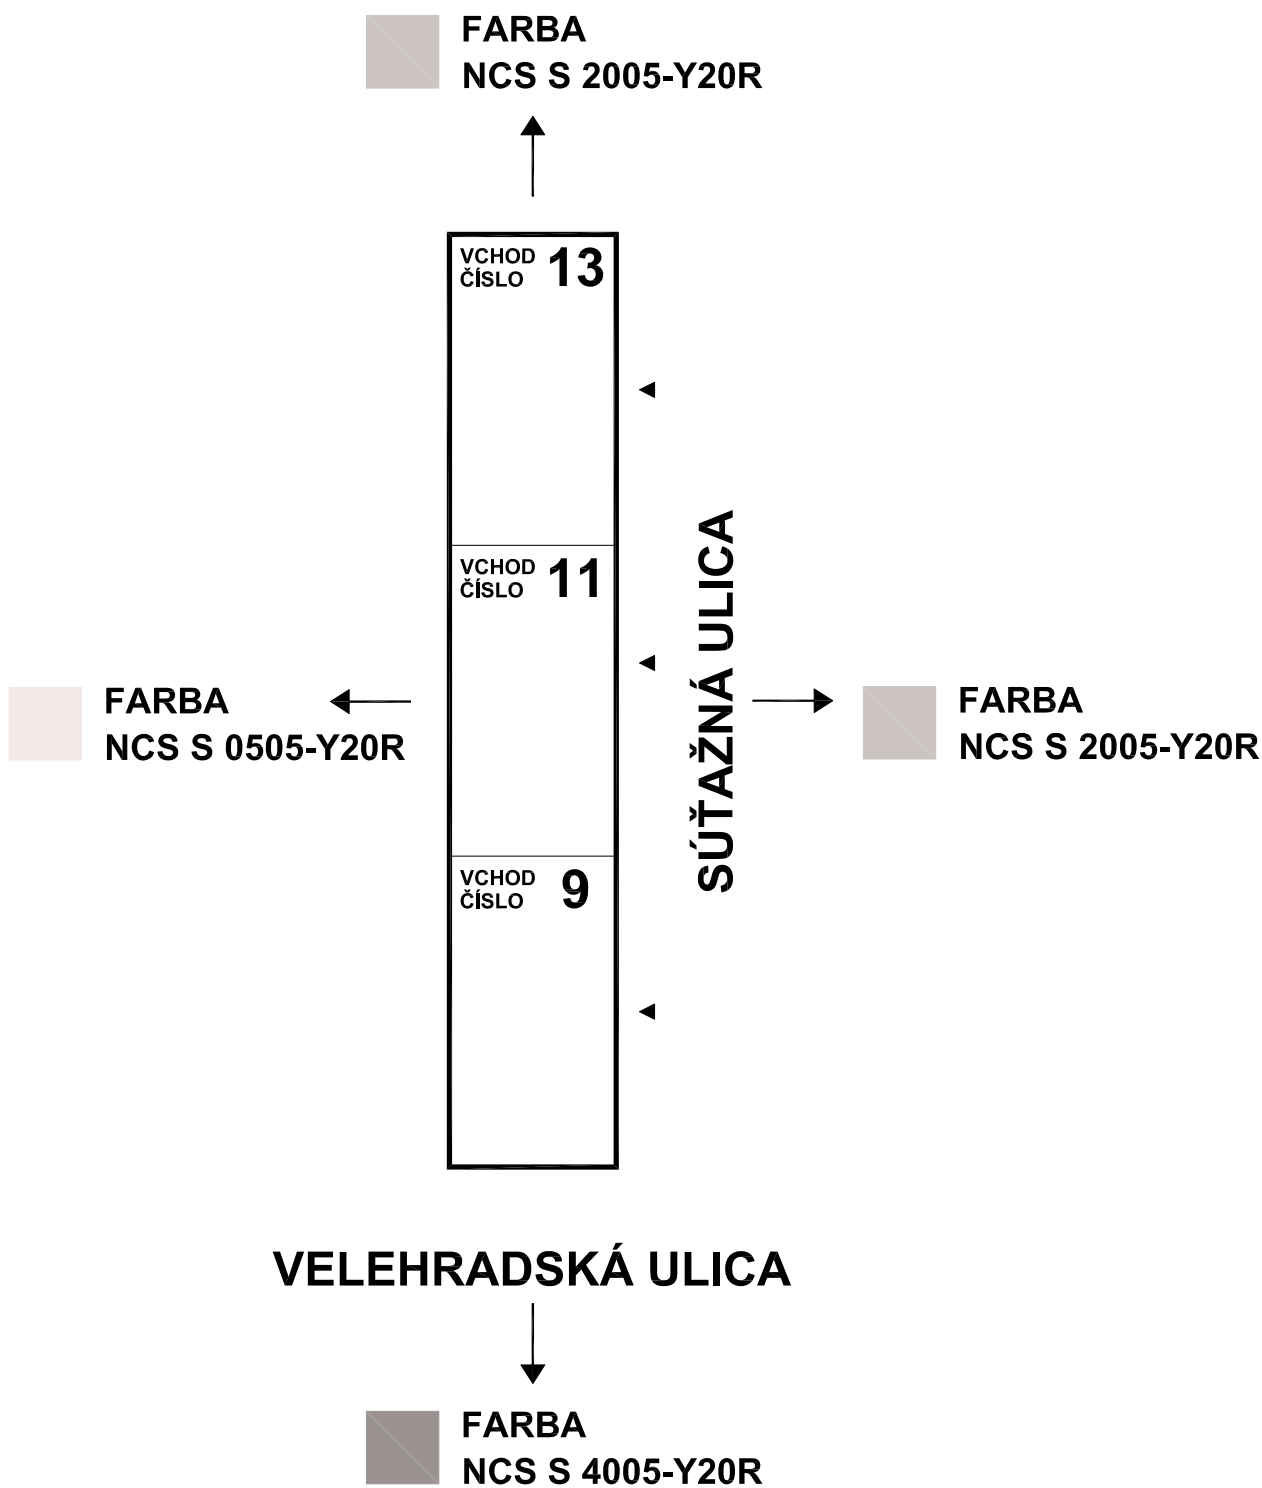 FARBA
NCS S 2005-Y20R
VCHOD
ČÍSLO
13
VCHOD
ČÍSLO
11
SÚŤAŽNÁ ULICA
FARBA
NCS S 0505-Y20R
FARBA
NCS S 2005-Y20R
VCHOD
ČÍSLO
9
VELEHRADSKÁ ULICA
FARBA
NCS S 4005-Y20R